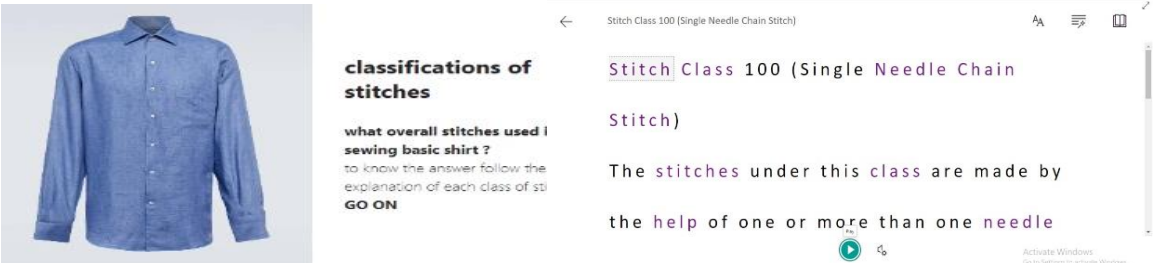 classifications of
stitches
what overall stitches used i
sewing basic shirt ?
to know the answer follow the
explanation of each class of sti
GO ON
Stitch Class 100 (Single Needle Chain Stitch)
Stitch Class 100 (Single Needle Chain
Stitch)
The stitches under this class are made by
the help of one or more than one needle
Activate Windows